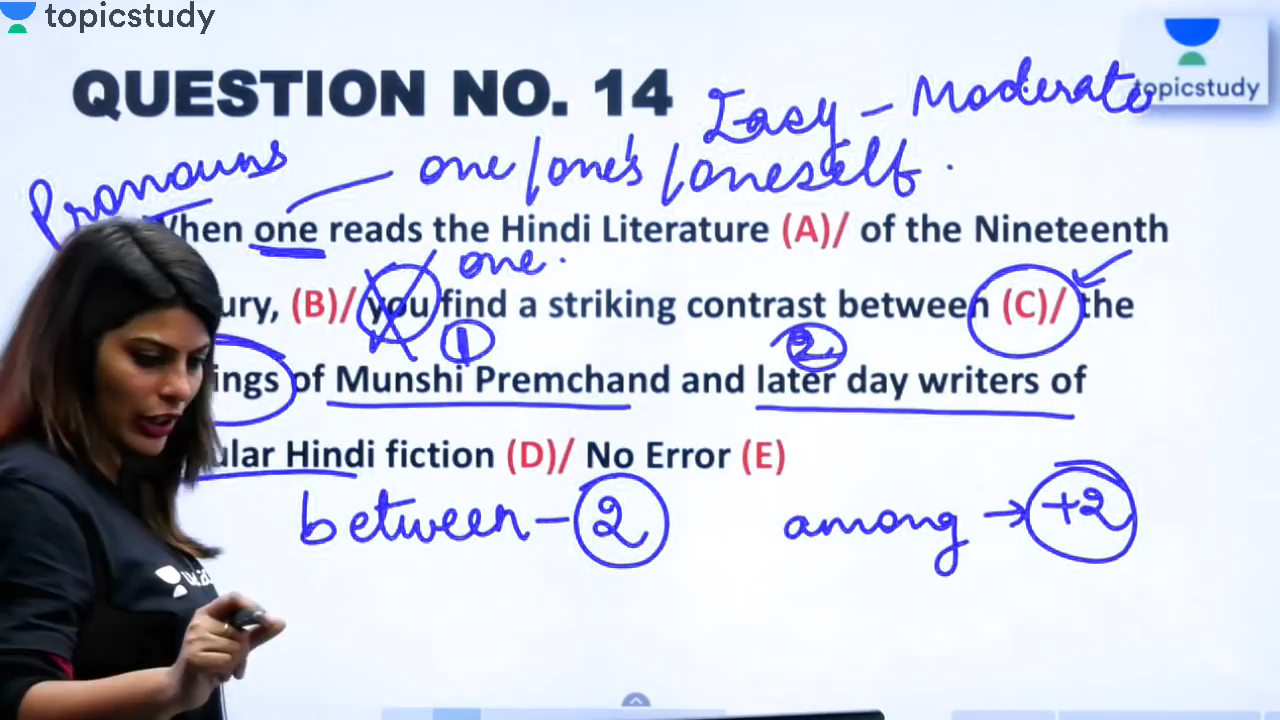 topicstudy
topicstudy
QUESTION NO. 14
Easy - Moderate
Pronouns
one/one's/oneself.
When one reads the Hindi Literature (A)/ of the Nineteenth
one.
ury, (B)/ you find a striking contrast between (C)/ the
1 2
ings of Munshi Premchand and later day writers of
ular Hindi fiction (D)/ No Error (E)
between - 2 among → +2